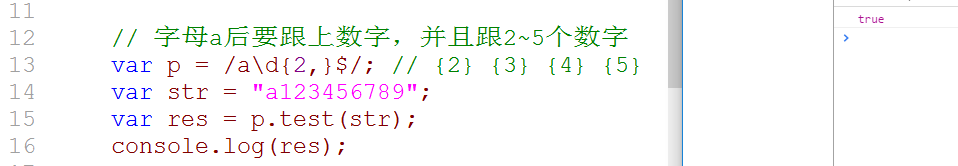 11
12 // 字母a后要跟上数字，并且跟2~5个数字
13 var p = /a\d{2,}$/; // {2} {3} {4} {5}
14 var str = "a123456789";
15 var res = p.test(str);
16 console.log(res);
true
>